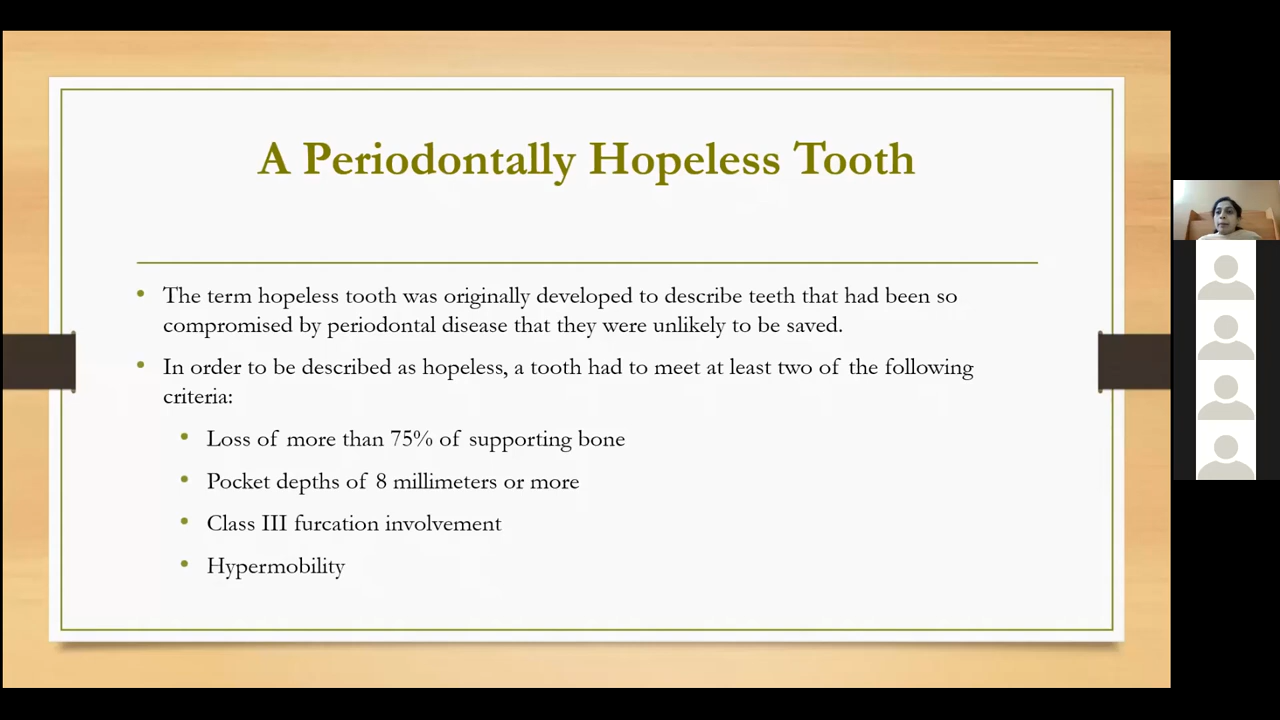 A Periodontally Hopeless Tooth
• The term hopeless tooth was originally developed to describe teeth that had been so
compromised by periodontal disease that they were unlikely to be saved.
• In order to be described as hopeless, a tooth had to meet at least two of the following
criteria:
• Loss of more than 75% of supporting bone
• Pocket depths of 8 millimeters or more
• Class III furcation involvement
• Hypermobility